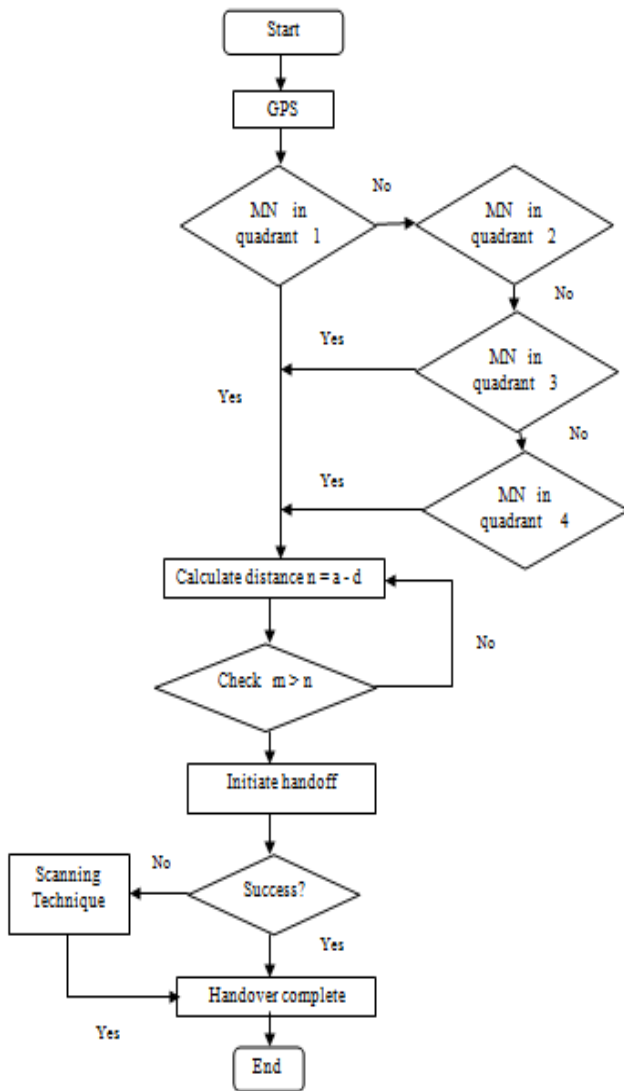 Start
GPS
No
MN in
quadrant 1
MN in
quadrant 2
No
Yes
MN in
quadrant 3
Yes
No
Yes
MN in
quadrant 4
Calculate distance n = a - d
No
Check m > n
Initiate handoff
No
Scanning
Technique
Success?
Yes
Handover complete
Yes
End